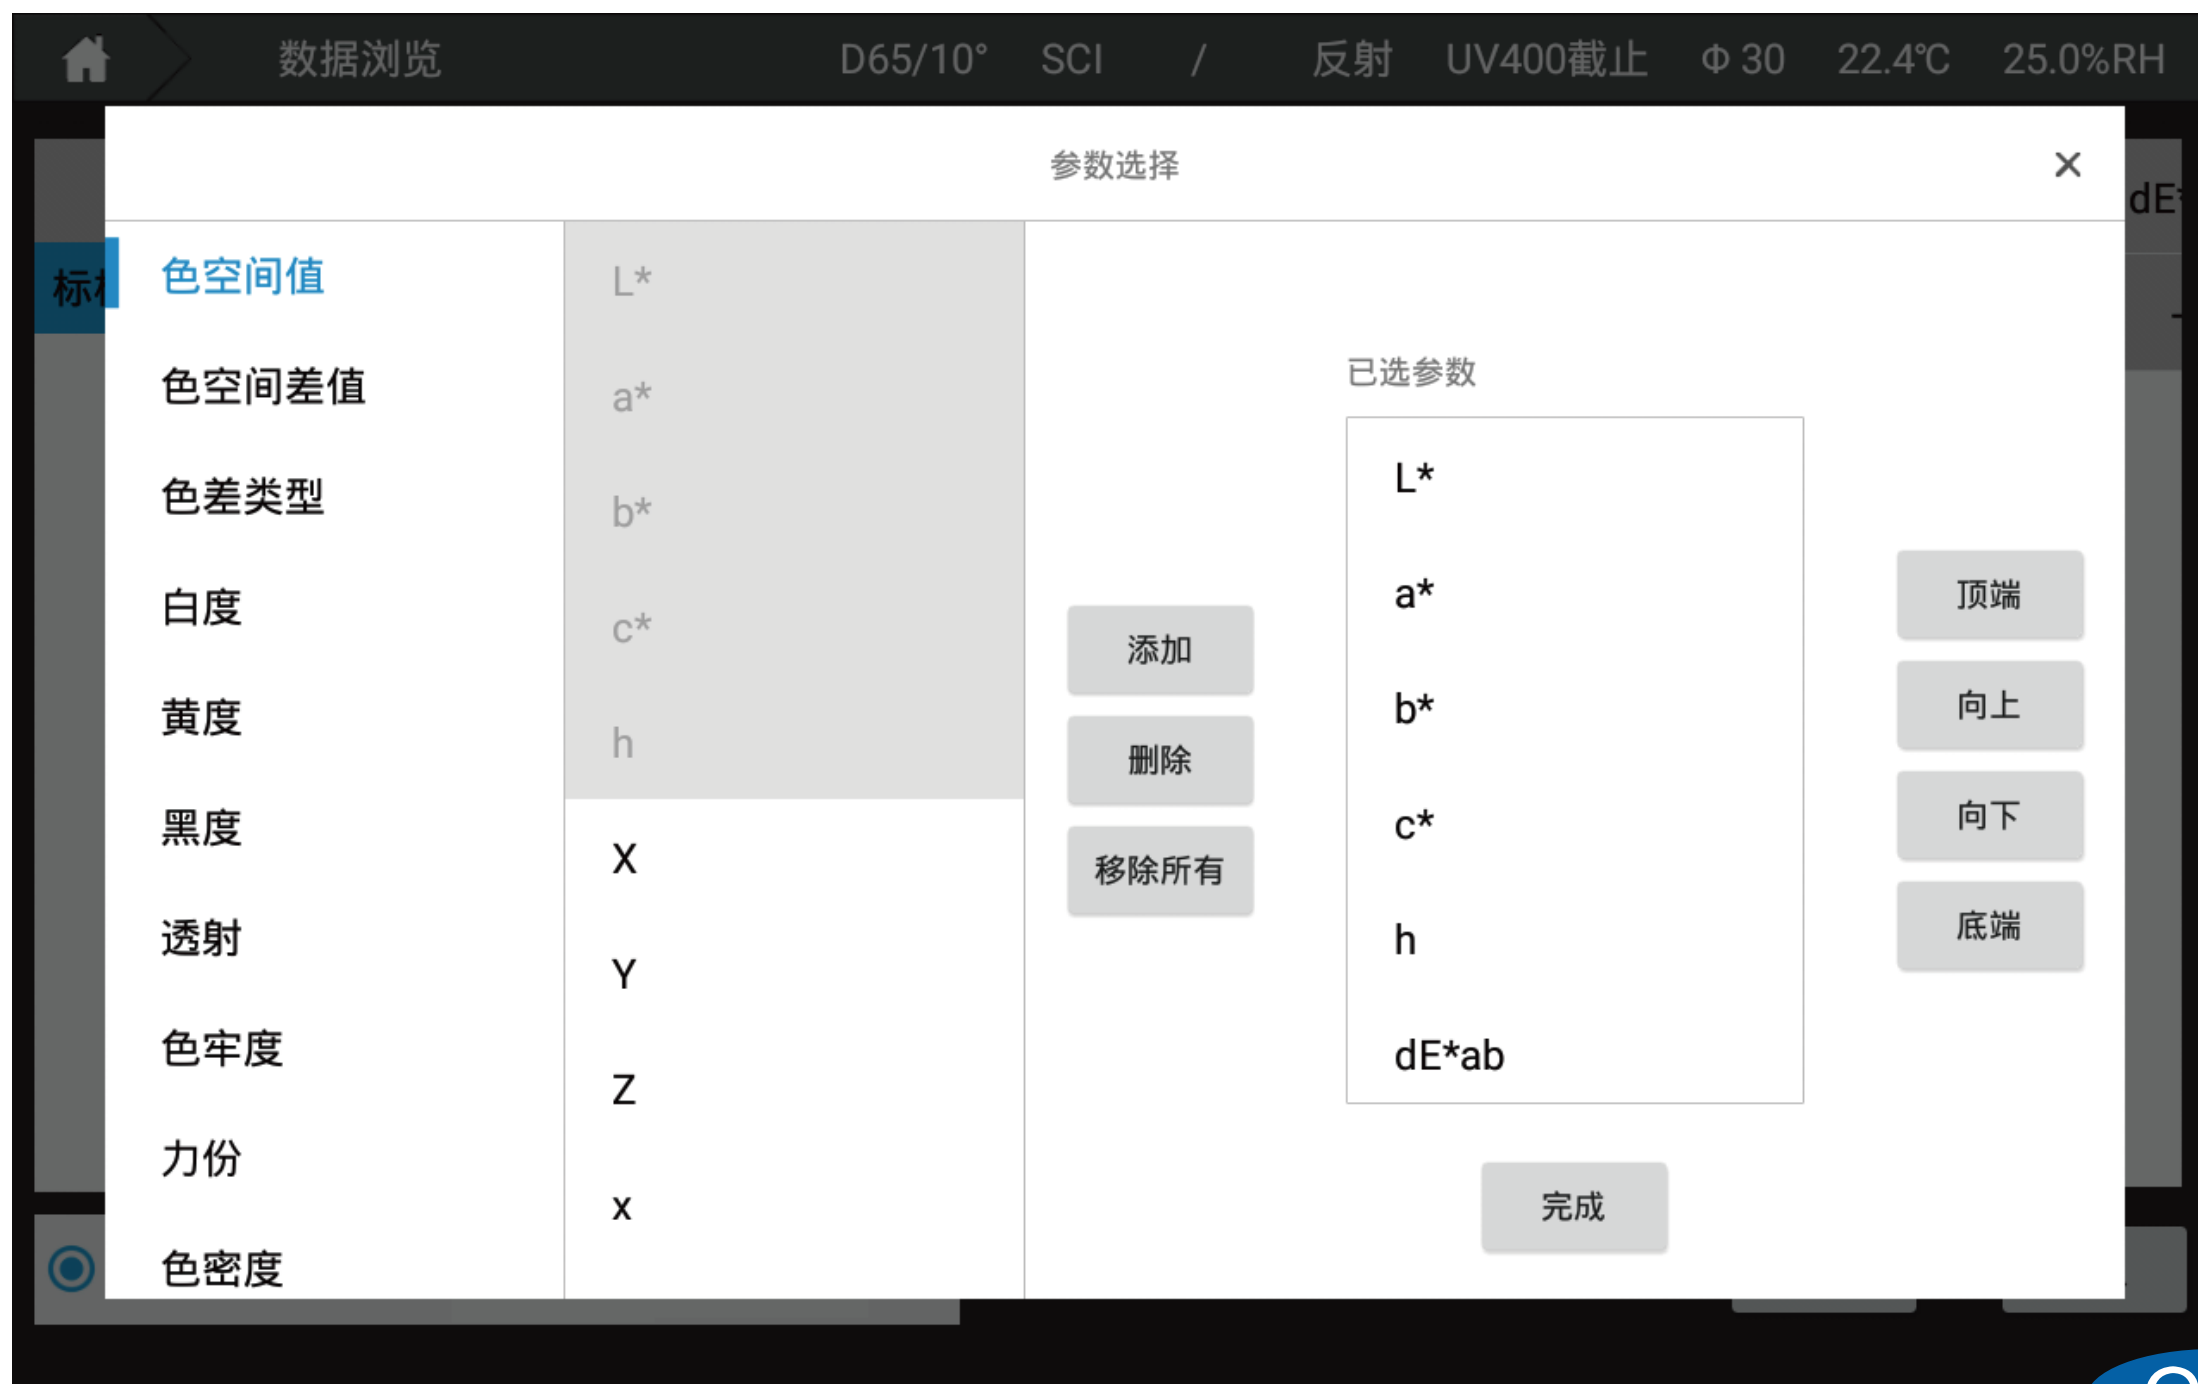 数据浏览 D65/10° SCI / 反射 UV400截止 Φ 30 22.4℃ 25.0%RH
参数选择
色空间值
色空间差值
色差类型
白度
黄度
黑度
透射
色牢度
力份
色密度
L*
a*
b*
c*
h
X
Y
Z
x
添加
删除
移除所有
已选参数
L*
a*
b*
c*
h
dE*ab
完成
顶端
向上
向下
底端